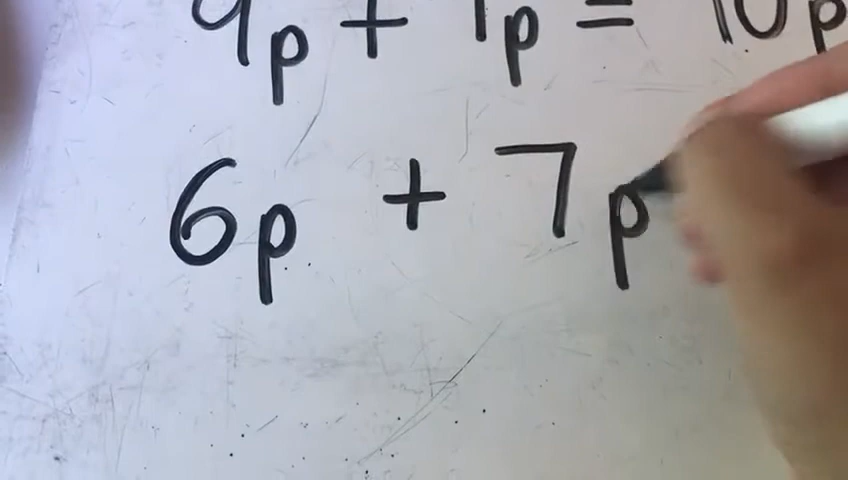 9p + 1p = 10p
6p + 7p